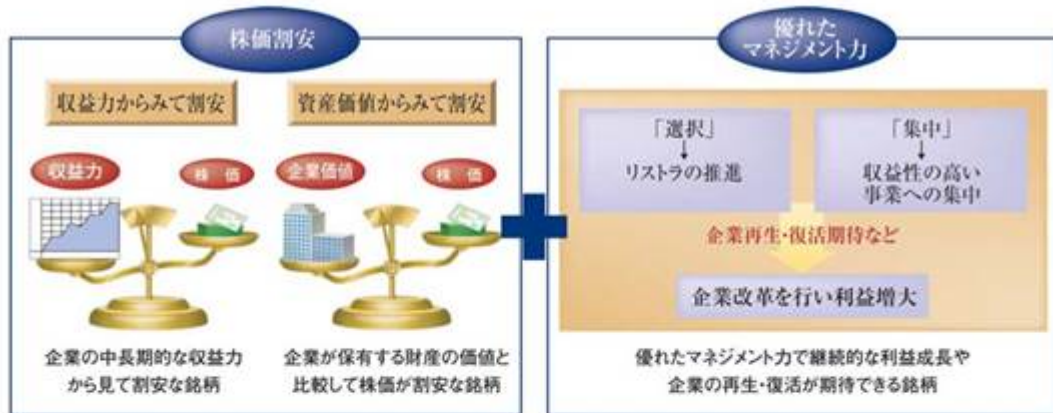 株価割安
収益力からみて割安
資産価値からみて割安
収益力
株 価
企業価値
株 価
企業の中長期的な収益力
から見て割安な銘柄
企業が保有する財産の価値と
比較して株価が割安な銘柄
優れた
マネジメント力
「選択」
↓
リストラの推進
「集中」
↓
収益性の高い
事業への集中
企業再生・復活期待など
企業改革を行い利益増大
優れたマネジメント力で継続的な利益成長や
企業の再生・復活が期待できる銘柄